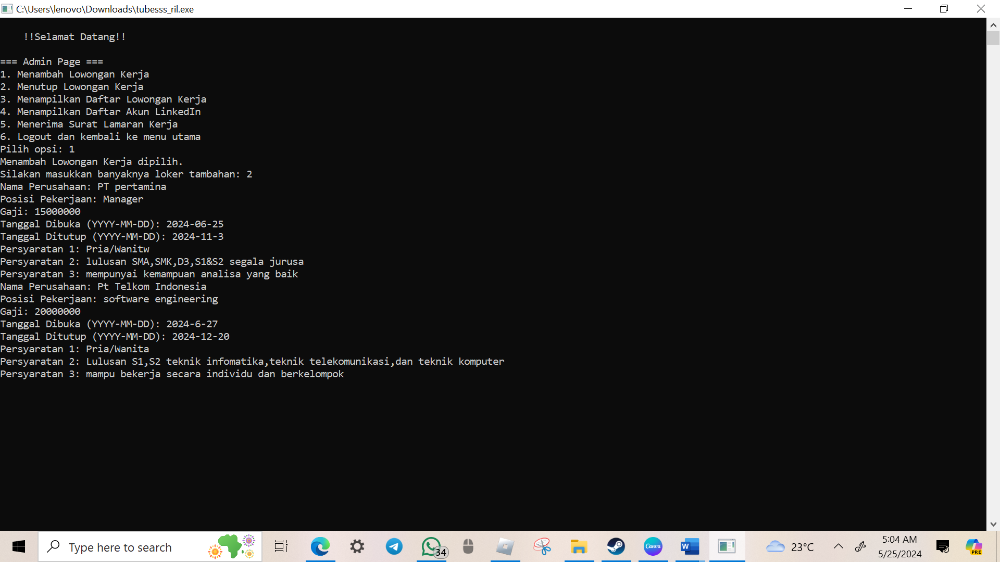 C:\Users\lenovo\Downloads\tubesss_ril.exe
!!Selamat Datang!!
=== Admin Page ===
1. Menambah Lowongan Kerja
2. Menutup Lowongan Kerja
3. Menampilkan Daftar Lowongan Kerja
4. Menampilkan Daftar Akun LinkedIn
5. Menerima Surat Lamaran Kerja
6. Logout dan kembali ke menu utama
Pilih opsi: 1
Menambah Lowongan Kerja dipilih.
Silakan masukkan banyaknya loker tambahan: 2
Nama Perusahaan: PT pertamina
Posisi Pekerjaan: Manager
Gaji: 15000000
Tanggal Dibuka (YYYY-MM-DD): 2024-06-25
Tanggal Ditutup (YYYY-MM-DD): 2024-11-3
Persyaratan 1: Pria/Wanitw
Persyaratan 2: lulusan SMA,SMK,D3,S1&S2 segala jurusa
Persyaratan 3: mempunyai kemampuan analisa yang baik
Nama Perusahaan: Pt Telkom Indonesia
Posisi Pekerjaan: software engineering
Gaji: 20000000
Tanggal Dibuka (YYYY-MM-DD): 2024-6-27
Tanggal Ditutup (YYYY-MM-DD): 2024-12-20
Persyaratan 1: Pria/Wanita
Persyaratan 2: Lulusan S1,S2 teknik infomatika,teknik telekomunikasi,dan teknik komputer
Persyaratan 3: mampu bekerja secara individu dan berkelompok
Type here to search
34
Canva
W
23°C
5:04 AM
5/25/2024
PRE